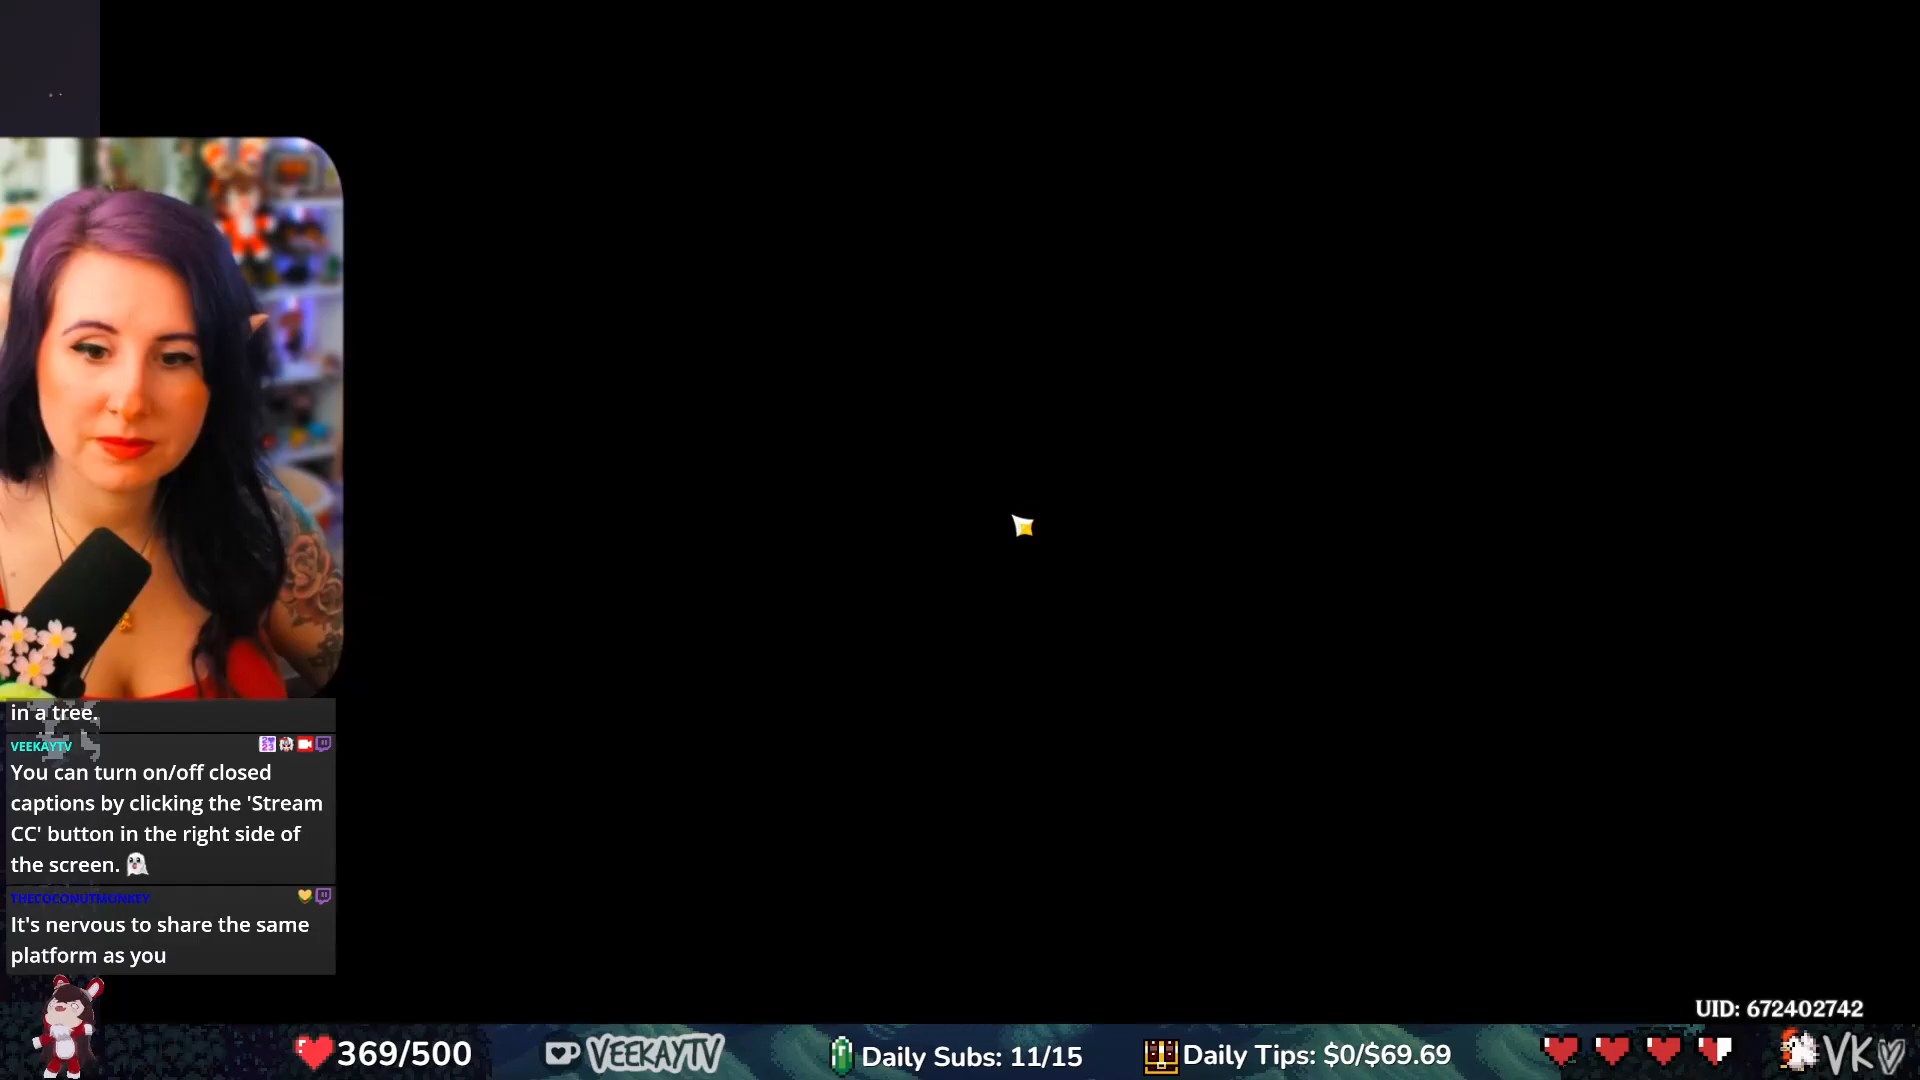 in a tree.
VEEKAYTV
You can turn on/off closed
captions by clicking the 'Stream
CC' button in the right side of
the screen.
THECOCONUTMONKEY
It's nervous to share the same
platform as you
UID: 672402742
369/500
VEEKAYTV
Daily Subs: 11/15
Daily Tips: $0/$69.69
VK